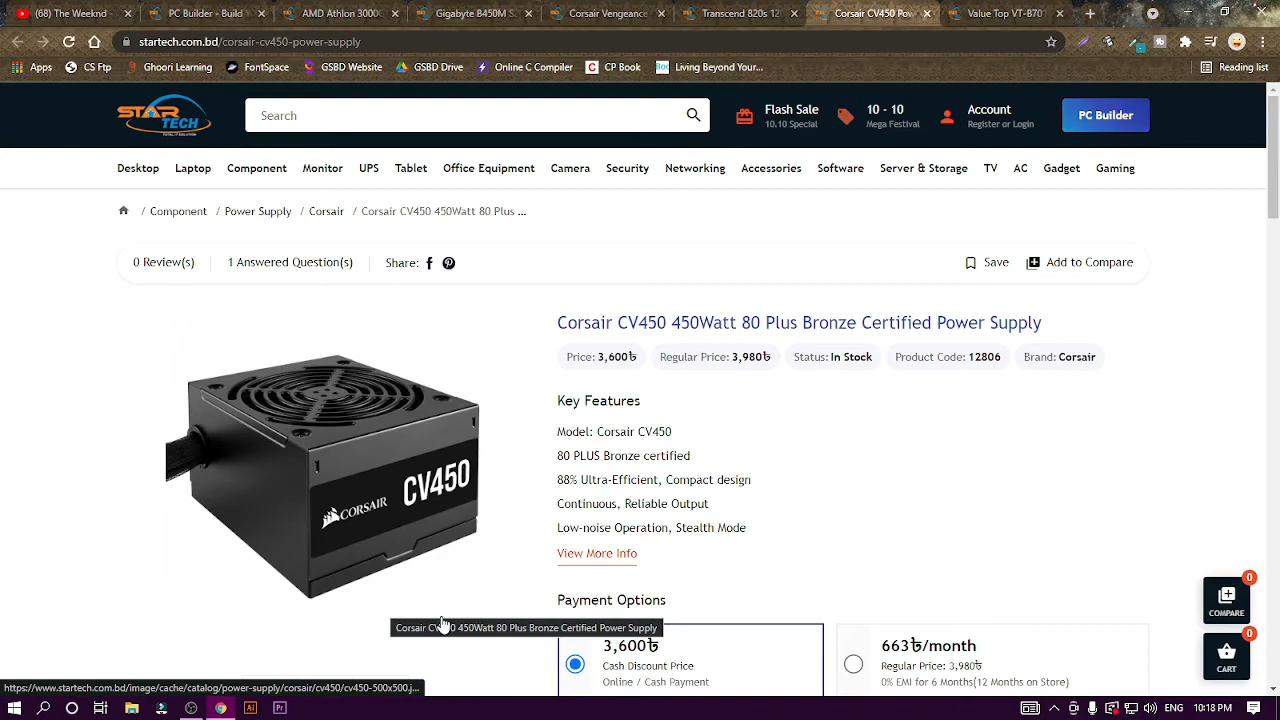 (68) The Weeknd
PC Builder - Build
AMD Athlon 3000G
Gigabyte B450M S
Corsair Vengeance
Transcend 820s 12
Corsair CV450 Pow
Value Top VT-B701
startech.com.bd/corsair-cv450-power-supply
Apps
CS Ftp
Ghoori Learning
FontSpace
GSBD Website
GSBD Drive
Online C Compiler
CP Book
Living Beyond Your...
Reading list
STAR TECH
TOTAL IT SOLUTION
Search
Flash Sale
10.10 Special
10 - 10
Mega Festival
Account
Register or Login
PC Builder
Desktop Laptop Component Monitor UPS Tablet Office Equipment Camera Security Networking Accessories Software Server & Storage TV AC Gadget Gaming
/ Component / Power Supply / Corsair / Corsair CV450 450Watt 80 Plus ...
0 Review(s)
1 Answered Question(s)
Share:
Save
Add to Compare
Corsair CV450 450Watt 80 Plus Bronze Certified Power Supply
Price: 3,600৳
Regular Price: 3,980৳
Status: In Stock
Product Code: 12806
Brand: Corsair
Key Features
Model: Corsair CV450
80 PLUS Bronze certified
88% Ultra-Efficient, Compact design
Continuous, Reliable Output
Low-noise Operation, Stealth Mode
View More Info
CORSAIR CV450
Payment Options
Corsair CV450 450Watt 80 Plus Bronze Certified Power Supply
3,600৳
Cash Discount Price
Online / Cash Payment
663৳/month
Regular Price: 3,980৳
0% EMI for 6 Months(12 Months on Store)
0
COMPARE
0
CART
https://www.startech.com.bd/image/cache/catalog/power-supply/corsair/cv450/cv450-500x500.j...
Ai
Pr
10:18 PM